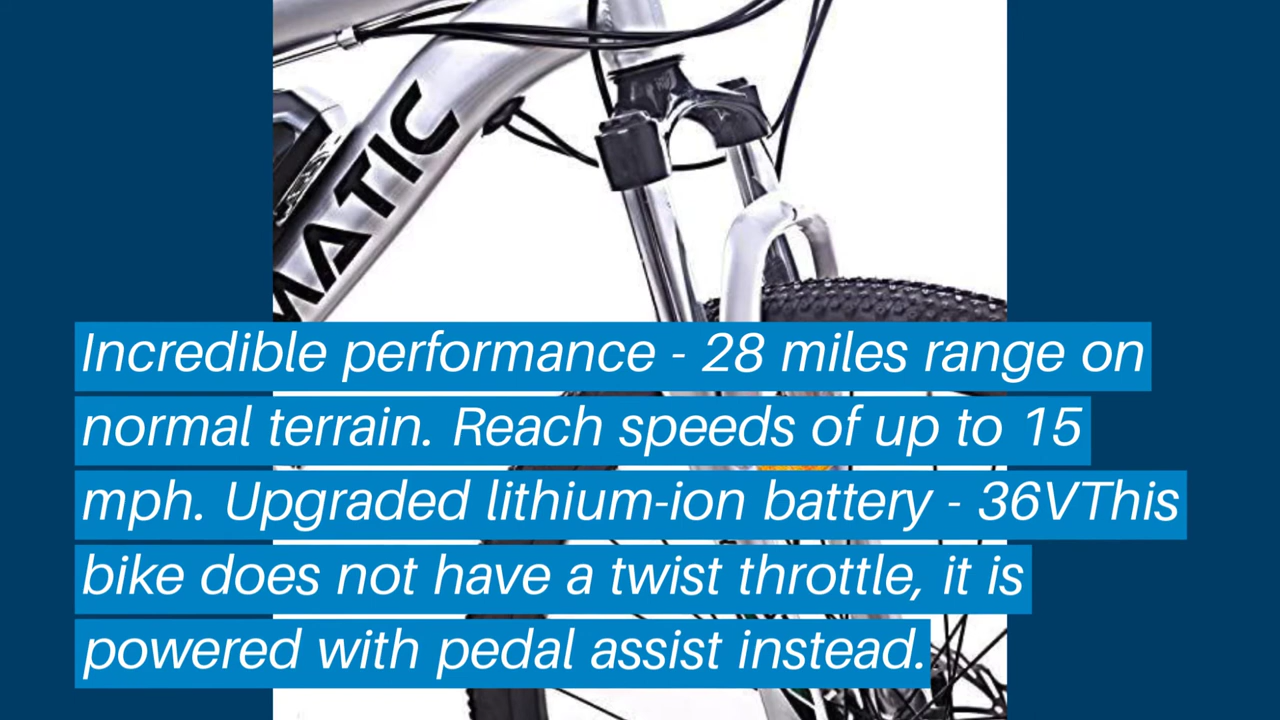 MATIC
Incredible performance - 28 miles range on
normal terrain. Reach speeds of up to 15
mph. Upgraded lithium-ion battery - 36VThis
bike does not have a twist throttle, it is
powered with pedal assist instead.